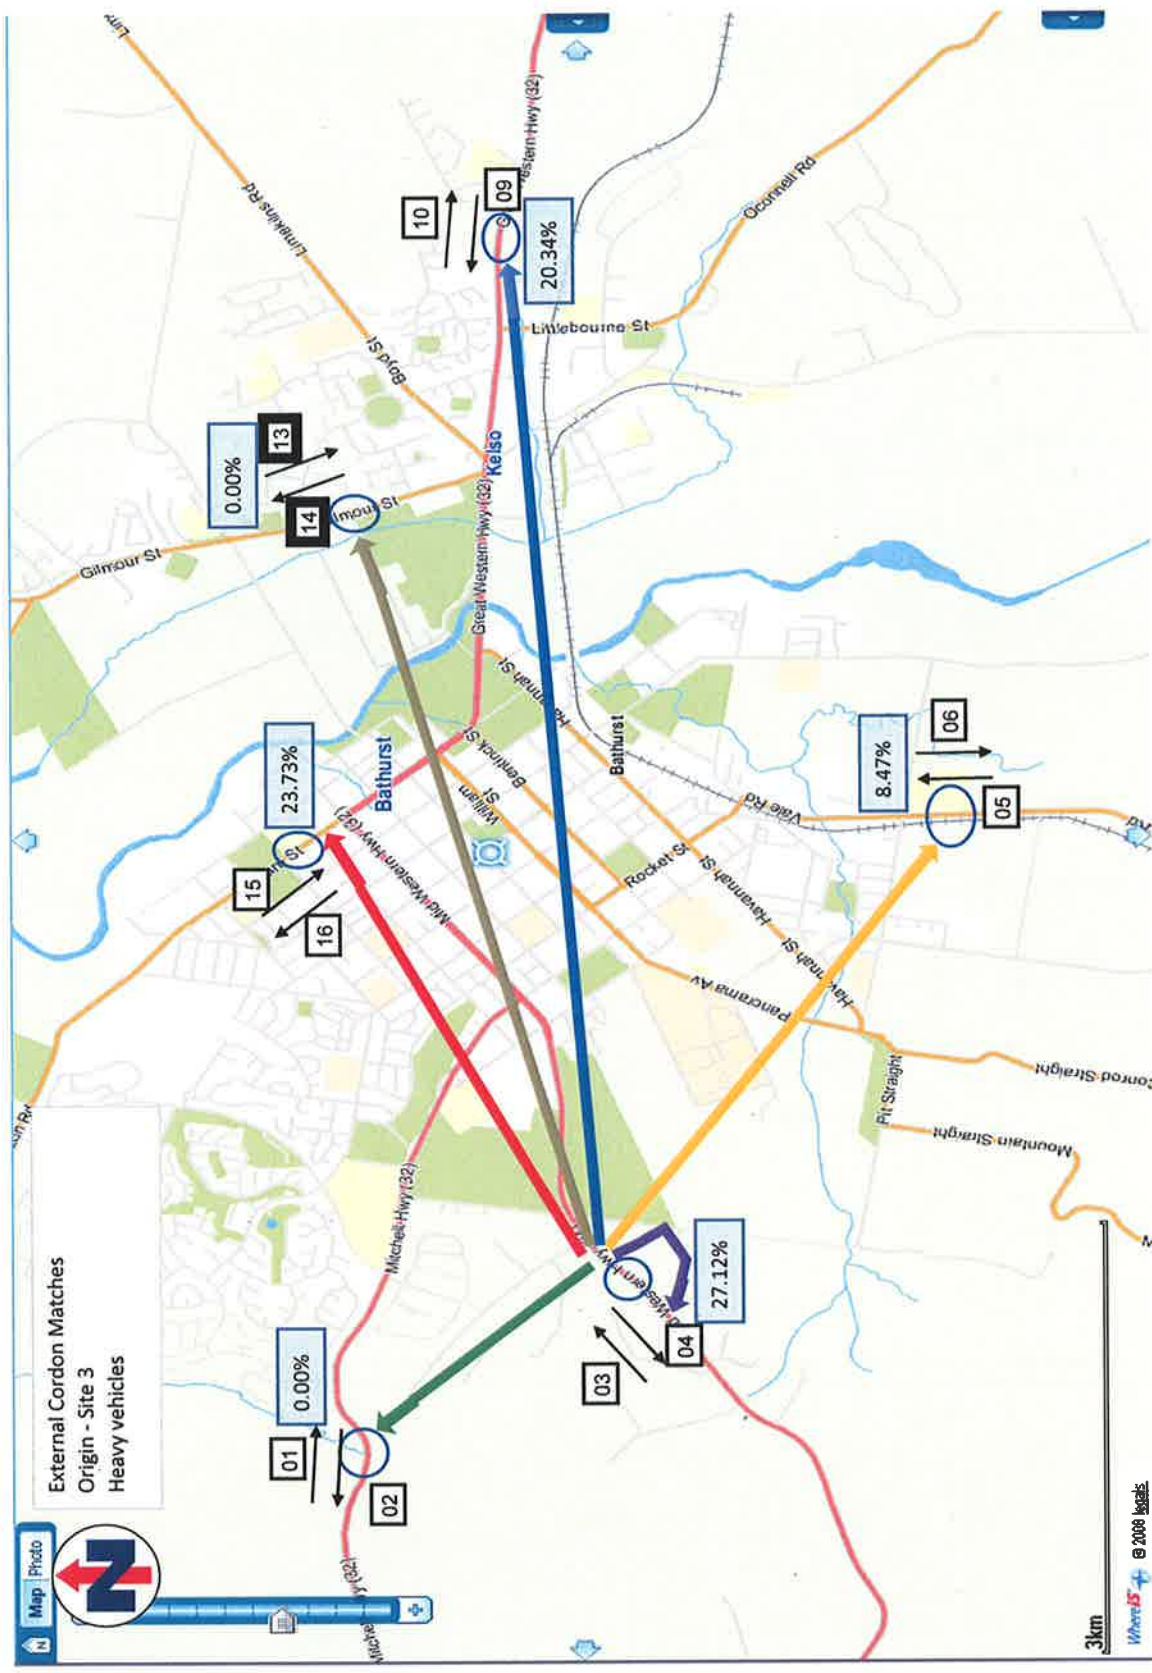 Map
Photo
N
N
External Cordon Matches
Origin - Site 3
Heavy vehicles
01
02
0.00%
03
04
27.12%
15
16
23.73%
0.00%
13
14
10
09
20.34%
8.47%
06
05
Gilmour St
Limekilns Rd
Boyd St
Kelso
Great Western Hwy (32)
Littlebourne St
Oconnell Rd
Bathurst
Bathurst
Mid Western Hwy (32)
Mitchell Hwy (32)
William St
Bentinck St
Havannah St
Havannah St
Rocket St
Vale Rd
Panorama Av
Pit Straight
Conrod Straight
Mountain Straight
3km
Whereis
© 2008 legals